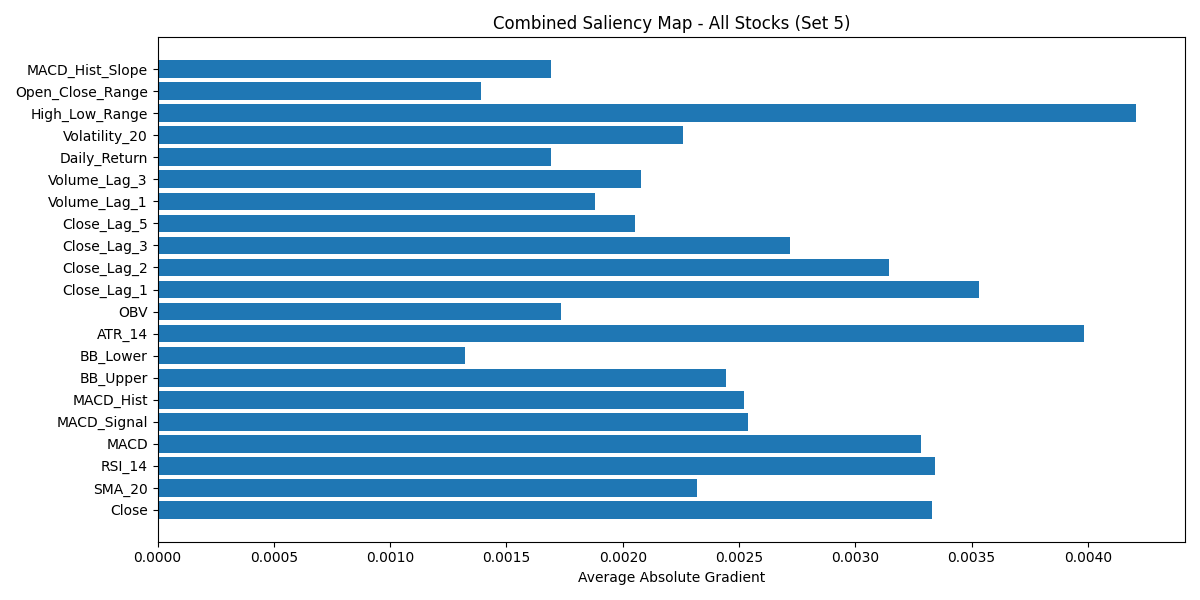 Combined Saliency Map - All Stocks (Set 5)
MACD_Hist_Slope
Open_Close_Range
High_Low_Range
Volatility_20
Daily_Return
Volume_Lag_3
Volume_Lag_1
Close_Lag_5
Close_Lag_3
Close_Lag_2
Close_Lag_1
OBV
ATR_14
BB_Lower
BB_Upper
MACD_Hist
MACD_Signal
MACD
RSI_14
SMA_20
Close
0.0000 0.0005 0.0010 0.0015 0.0020 0.0025 0.0030 0.0035 0.0040
Average Absolute Gradient